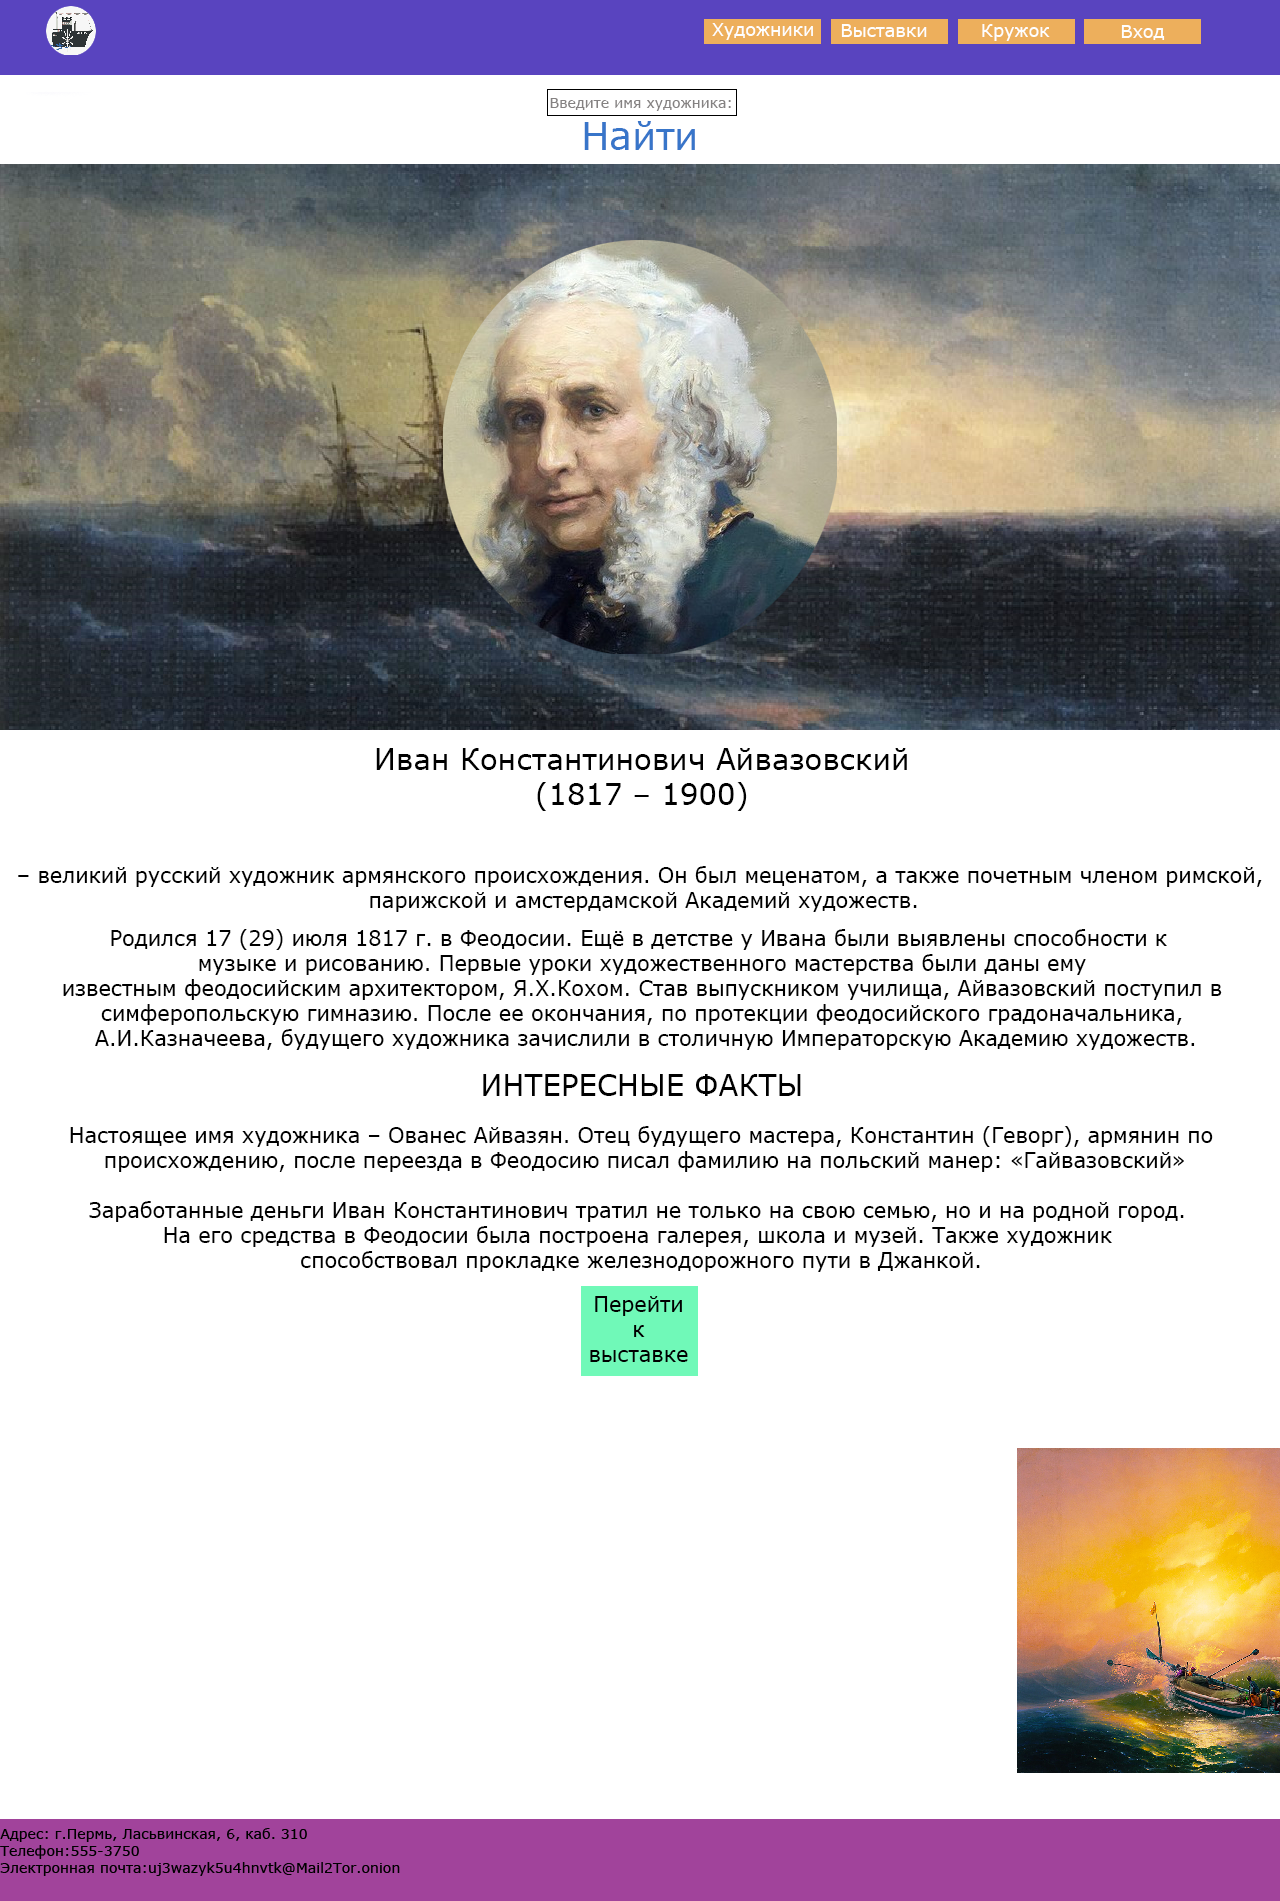 Художники
Выставки
Кружок
Вход
Введите имя художника:
Найти
Иван Константинович Айвазовский
(1817 – 1900)
– великий русский художник армянского происхождения. Он был меценатом, а также почетным членом римской,
парижской и амстердамской Академий художеств.
Родился 17 (29) июля 1817 г. в Феодосии. Ещё в детстве у Ивана были выявлены способности к
музыке и рисованию. Первые уроки художественного мастерства были даны ему
известным феодосийским архитектором, Я.Х.Кохом. Став выпускником училища, Айвазовский поступил в
симферопольскую гимназию. После ее окончания, по протекции феодосийского градоначальника,
А.И.Казначеева, будущего художника зачислили в столичную Императорскую Академию художеств.
ИНТЕРЕСНЫЕ ФАКТЫ
Настоящее имя художника – Ованес Айвазян. Отец будущего мастера, Константин (Геворг), армянин по
происхождению, после переезда в Феодосию писал фамилию на польский манер: «Гайвазовский»
Заработанные деньги Иван Константинович тратил не только на свою семью, но и на родной город.
На его средства в Феодосии была построена галерея, школа и музей. Также художник
способствовал прокладке железнодорожного пути в Джанкой.
Перейти
к
выставке
Адрес: г.Пермь, Ласьвинская, 6, каб. 310
Телефон:555-3750
Электронная почта:uj3wazyk5u4hnvtk@Mail2Tor.onion